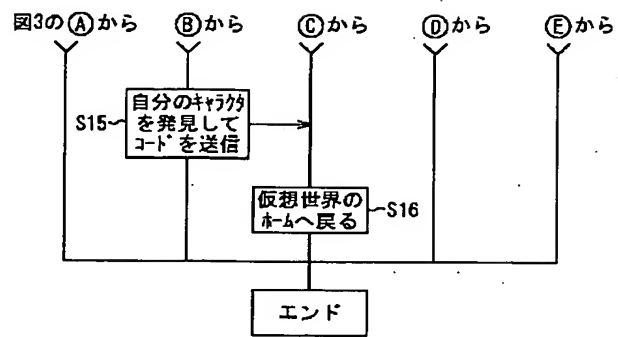 図3のⒶから Ⓑから Ⓒから Ⓓから Ⓔから
S15
自分のｷｬﾗｸﾀ
を発見して
ｺｰﾄﾞを送信
仮想世界の
ﾎｰﾑへ戻る
S16
エンド